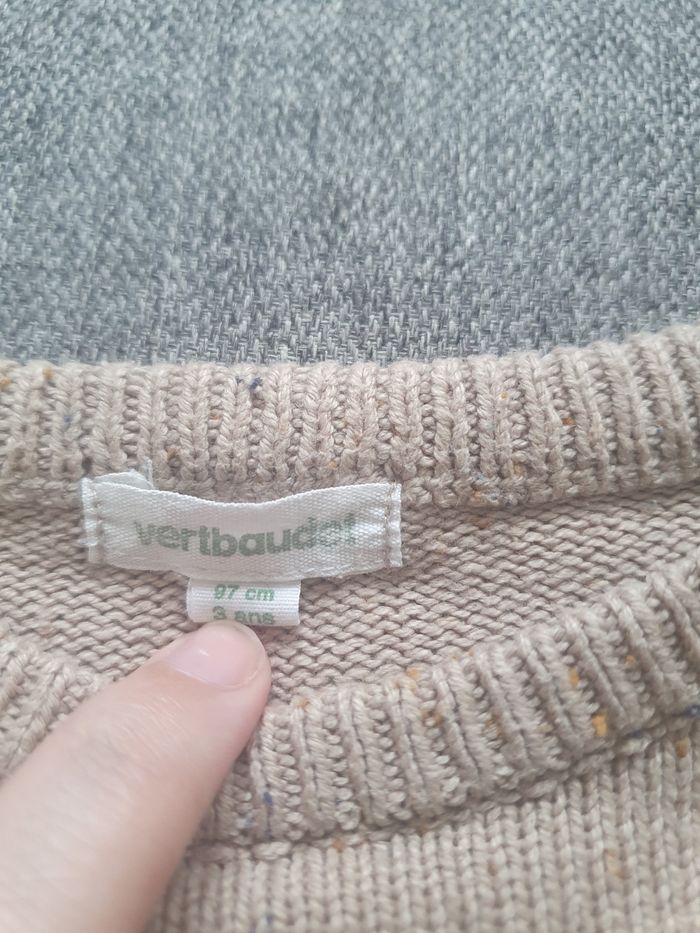 vertbaudet
97 cm
3 ans